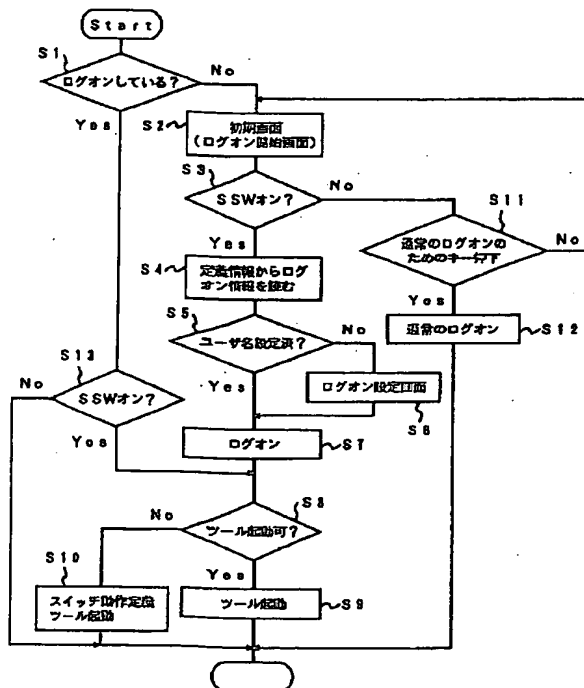 Start
S1
ログオンしている?
No
Yes
S2
初期画面
(ログオン開始画面)
S3
SSWオン?
No
Yes
S11
通常のログオンの
ためのキー押下
No
Yes
S4
定義情報からログ
オン情報を読む
S5
ユーザ名設定済?
No
Yes
通常のログオン
S12
S13
SSWオン?
No
Yes
ログオン設定画面
S6
ログオン
S7
S8
ツール起動可?
No
Yes
S10
スイッチ動作定義
ツール起動
ツール起動
S9